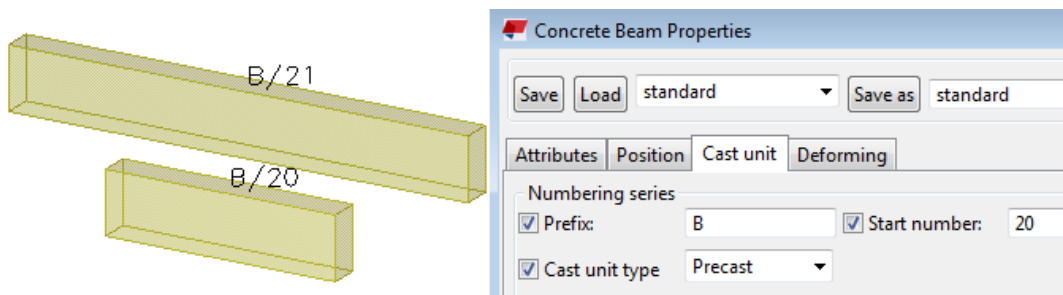 B/21
B/20
Concrete Beam Properties
Save Load standard Save as standard
Attributes Position Cast unit Deforming
Numbering series
Prefix: B Start number: 20
Cast unit type Precast